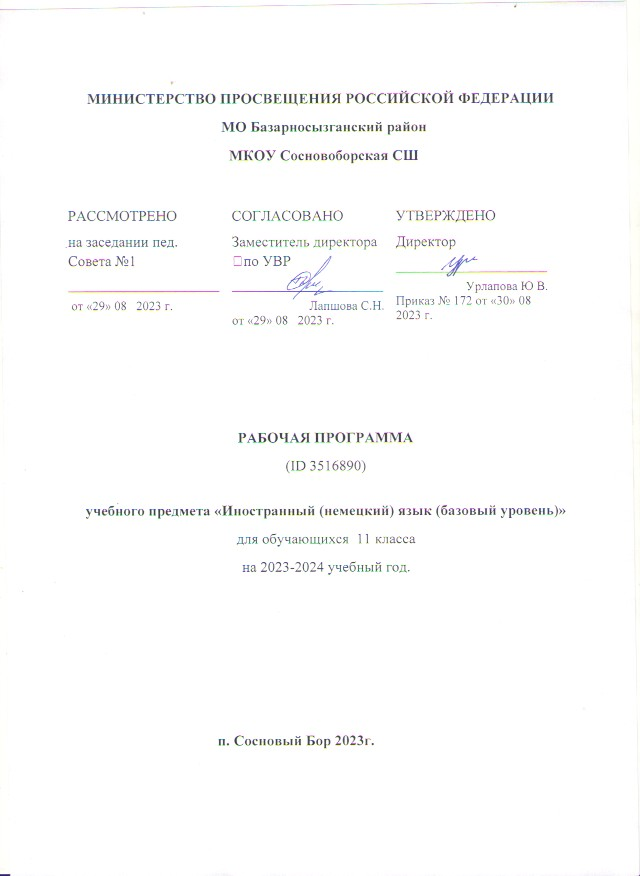 МИНИСТЕРСТВО ПРОСВЕЩЕНИЯ РОССИЙСКОЙ ФЕДЕРАЦИИ
МО Базарносызганский район
МКОУ Сосновоборская СШ
РАССМОТРЕНО
на заседании пед.
Совета №1
от «29» 08 2023 г.
СОГЛАСОВАНО
Заместитель директора
по УВР
Лапшова С.Н.
от «29» 08 2023 г.
УТВЕРЖДЕНО
Директор
Урлапова Ю В.
Приказ № 172 от «30» 08
2023 г.
РАБОЧАЯ ПРОГРАММА
(ID 3516890)
учебного предмета «Иностранный (немецкий) язык (базовый уровень)»
для обучающихся 11 класса
на 2023-2024 учебный год.
п. Сосновый Бор 2023г.